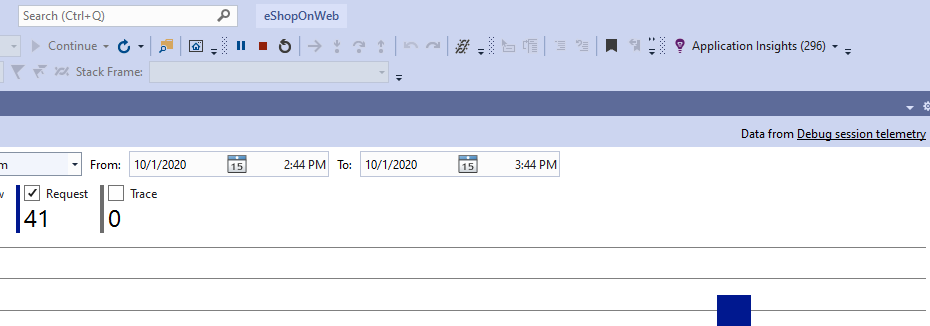 Search (Ctrl+Q) eShopOnWeb
Continue Application Insights (296)
Stack Frame:
Data from Debug session telemetry
m From: 10/1/2020 15 2:44 PM To: 10/1/2020 15 3:44 PM
w Request Trace
41 0